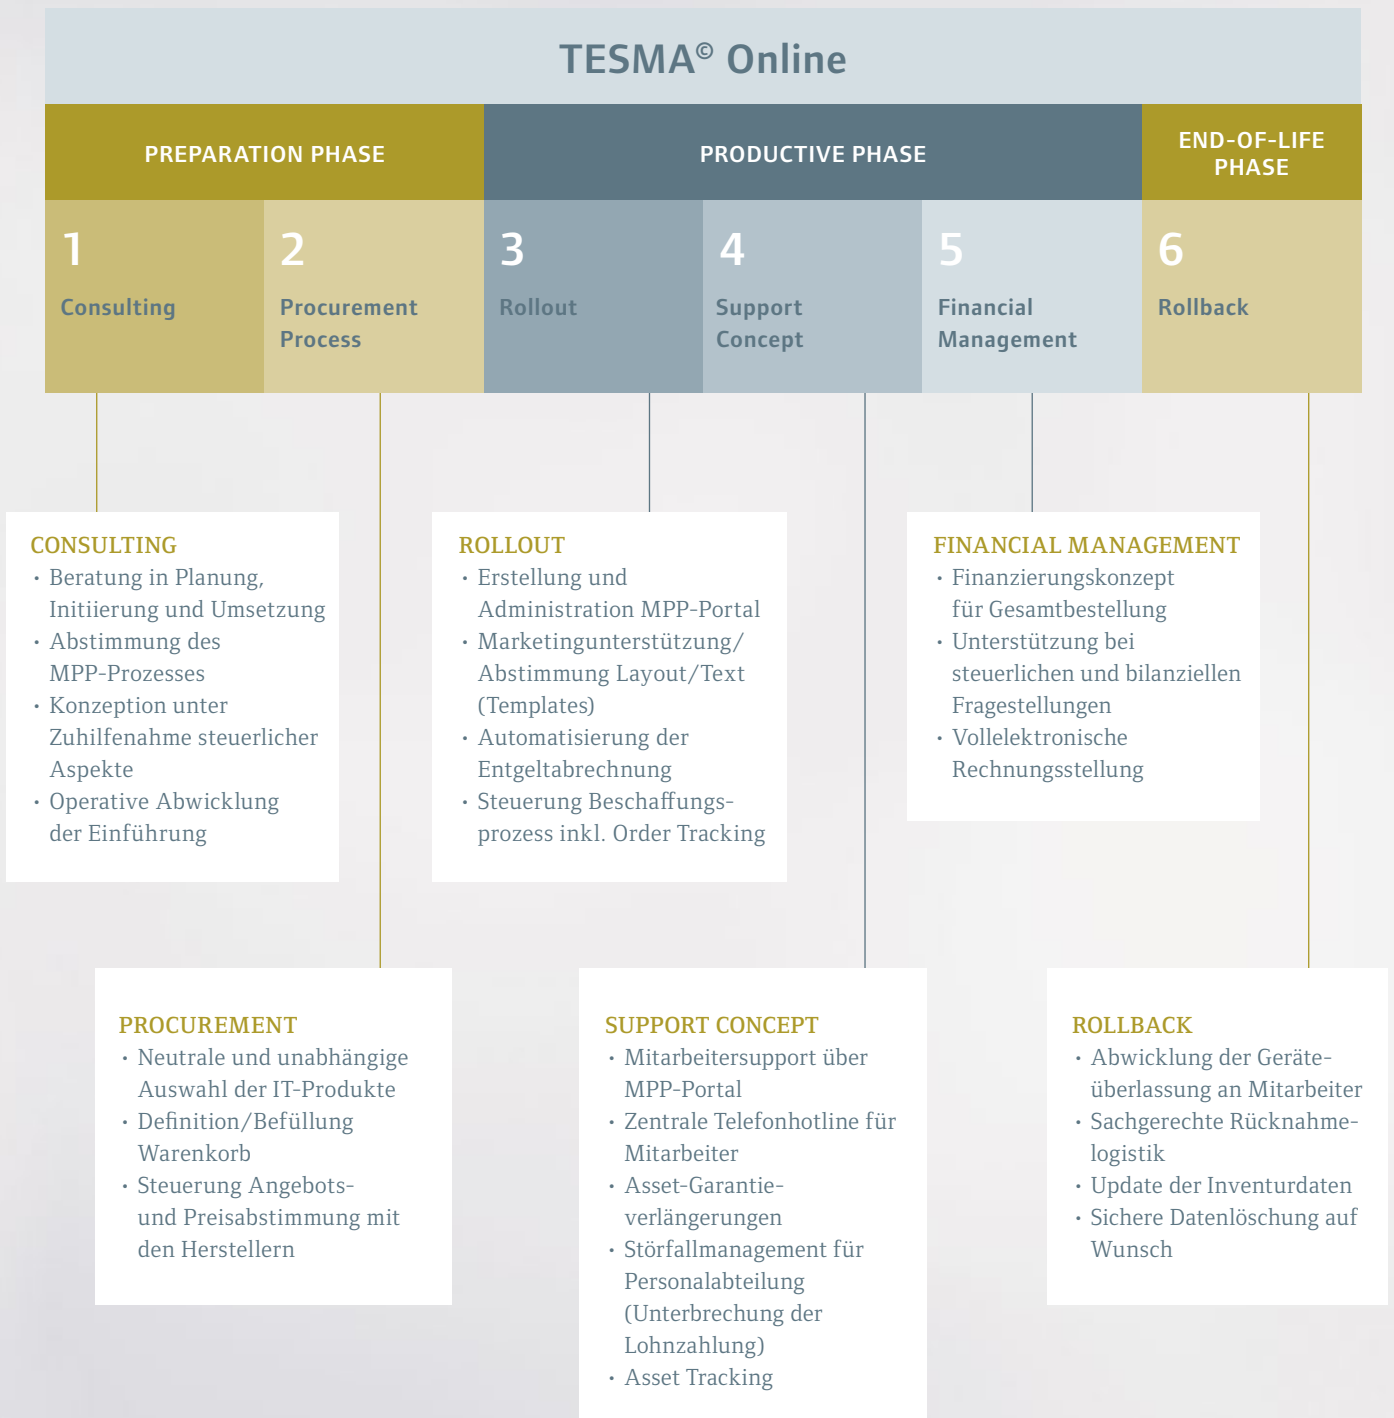 TESMA© Online
PREPARATION PHASE
PRODUCTIVE PHASE
END-OF-LIFE
PHASE
1
Consulting
2
Procurement
Process
3
Rollout
4
Support
Concept
5
Financial
Management
6
Rollback
CONSULTING
· Beratung in Planung,
Initiierung und Umsetzung
· Abstimmung des
MPP-Prozesses
· Konzeption unter
Zuhilfenahme steuerlicher
Aspekte
· Operative Abwicklung
der Einführung
ROLLOUT
· Erstellung und
Administration MPP-Portal
· Marketingunterstützung/
Abstimmung Layout/Text
(Templates)
· Automatisierung der
Entgeltabrechnung
· Steuerung Beschaffungs-
prozess inkl. Order Tracking
FINANCIAL MANAGEMENT
· Finanzierungskonzept
für Gesamtbestellung
· Unterstützung bei
steuerlichen und bilanziellen
Fragestellungen
· Vollelektronische
Rechnungsstellung
PROCUREMENT
· Neutrale und unabhängige
Auswahl der IT-Produkte
· Definition/Befüllung
Warenkorb
· Steuerung Angebots-
und Preisabstimmung mit
den Herstellern
SUPPORT CONCEPT
· Mitarbeitersupport über
MPP-Portal
· Zentrale Telefonhotline für
Mitarbeiter
· Asset-Garantie-
verlängerungen
· Störfallmanagement für
Personalabteilung
(Unterbrechung der
Lohnzahlung)
· Asset Tracking
ROLLBACK
· Abwicklung der Geräte-
überlassung an Mitarbeiter
· Sachgerechte Rücknahme-
logistik
· Update der Inventurdaten
· Sichere Datenlöschung auf
Wunsch